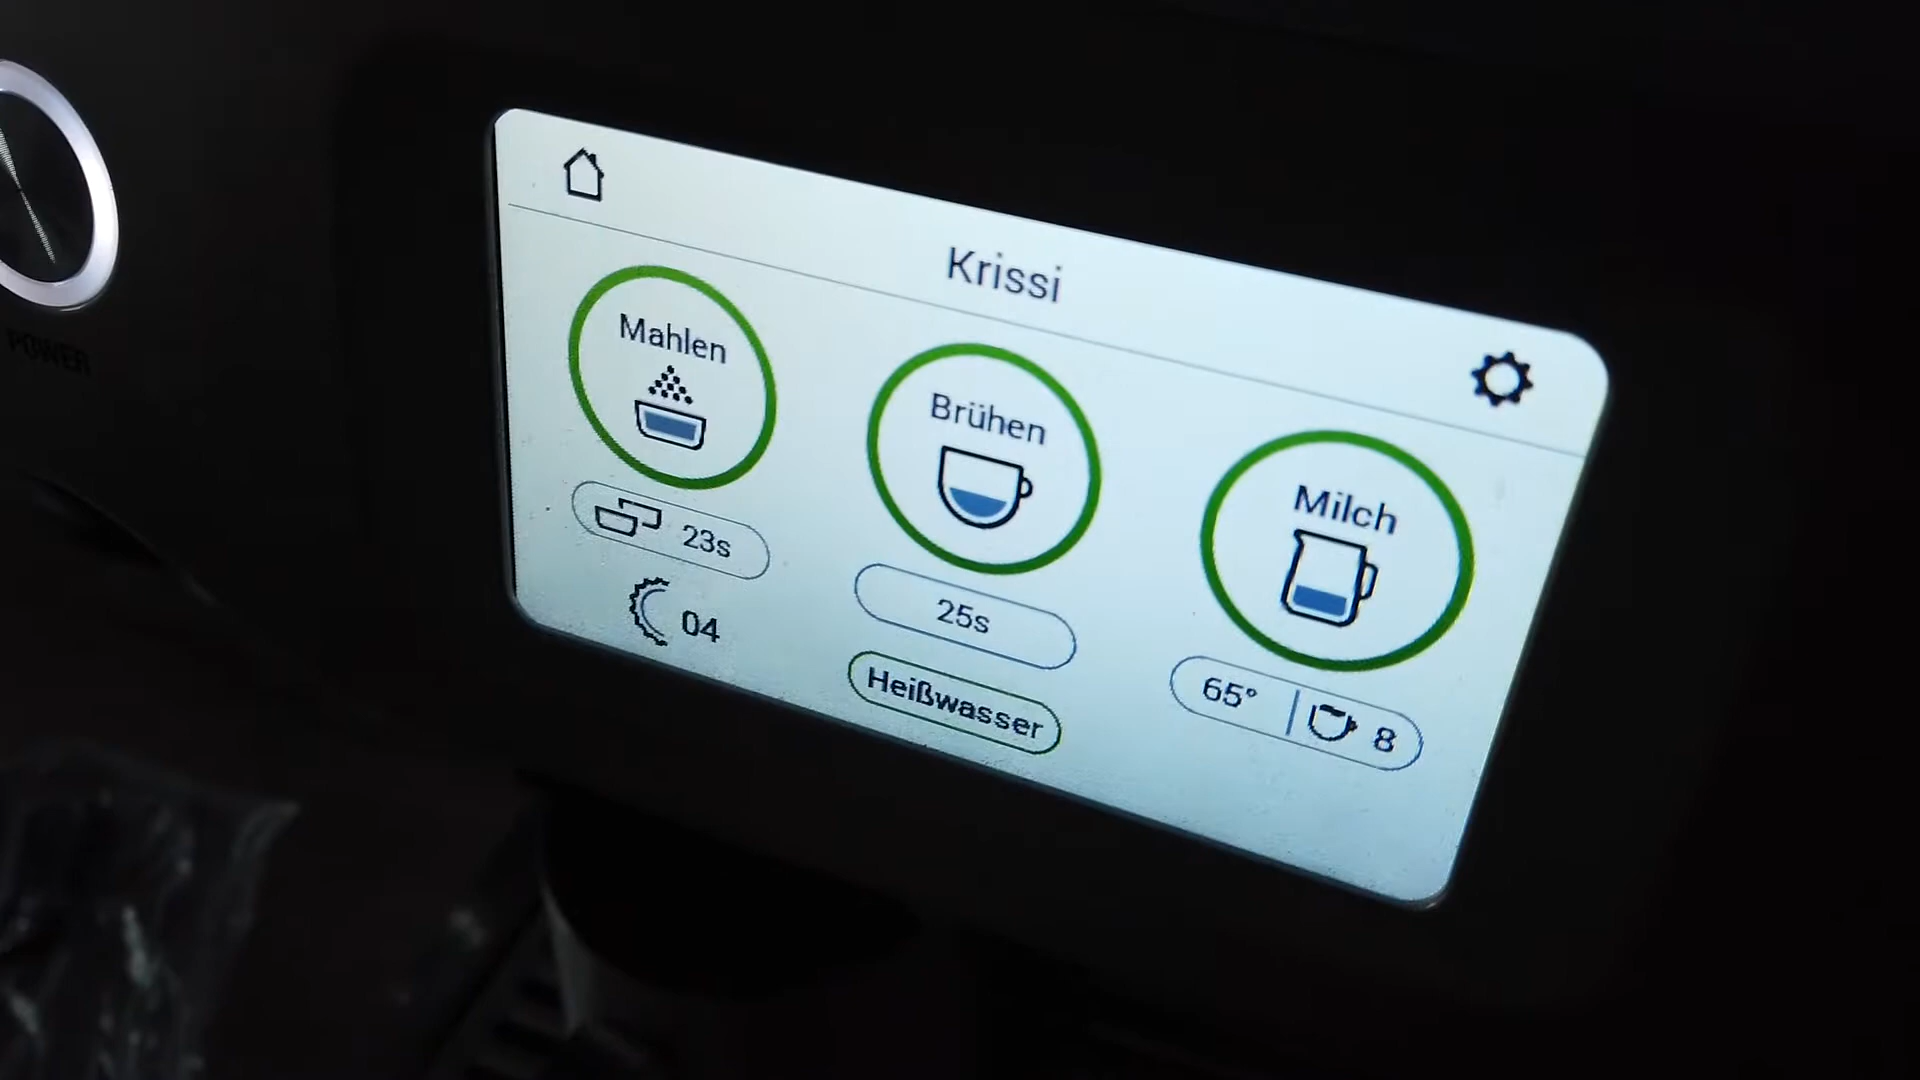 Krissi
Mahlen
23s
04
Brühen
25s
Heißwasser
Milch
65° 8
POWER